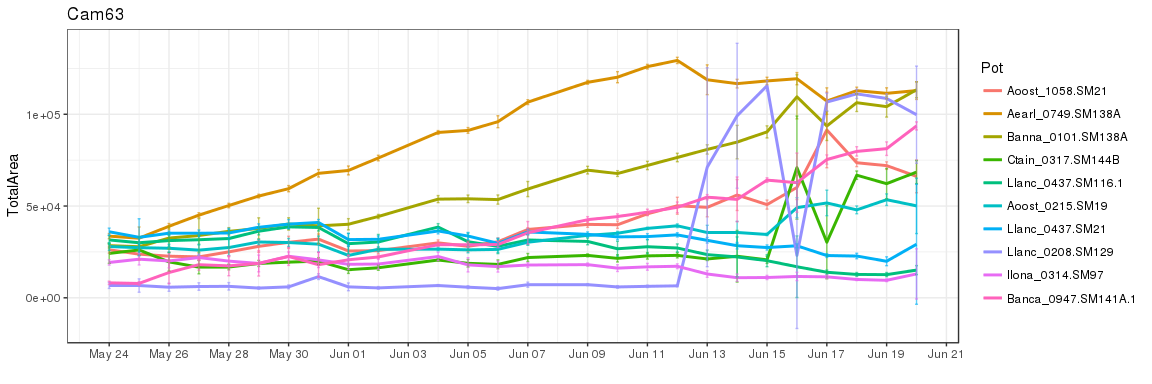 Cam63
TotalArea
1e+05
5e+04
0e+00
May 24 May 26 May 28 May 30 Jun 01 Jun 03 Jun 05 Jun 07 Jun 09 Jun 11 Jun 13 Jun 15 Jun 17 Jun 19 Jun 21
Pot
Aoost_1058.SM21
Aearl_0749.SM138A
Banna_0101.SM138A
Ctain_0317.SM144B
Llanc_0437.SM116.1
Aoost_0215.SM19
Llanc_0437.SM21
Llanc_0208.SM129
Ilona_0314.SM97
Banca_0947.SM141A.1